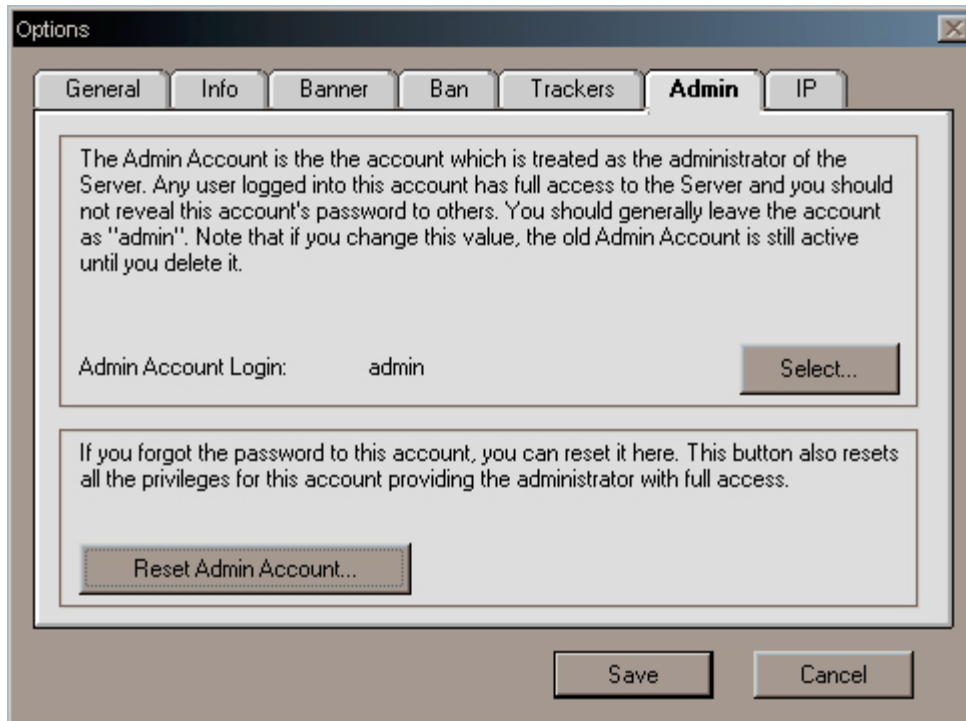 Options
General Info Banner Ban Trackers Admin IP
The Admin Account is the the account which is treated as the administrator of the
Server. Any user logged into this account has full access to the Server and you should
not reveal this account's password to others. You should generally leave the account
as "admin". Note that if you change this value, the old Admin Account is still active
until you delete it.
Admin Account Login: admin Select...
If you forgot the password to this account, you can reset it here. This button also resets
all the privileges for this account providing the administrator with full access.
Reset Admin Account...
Save Cancel